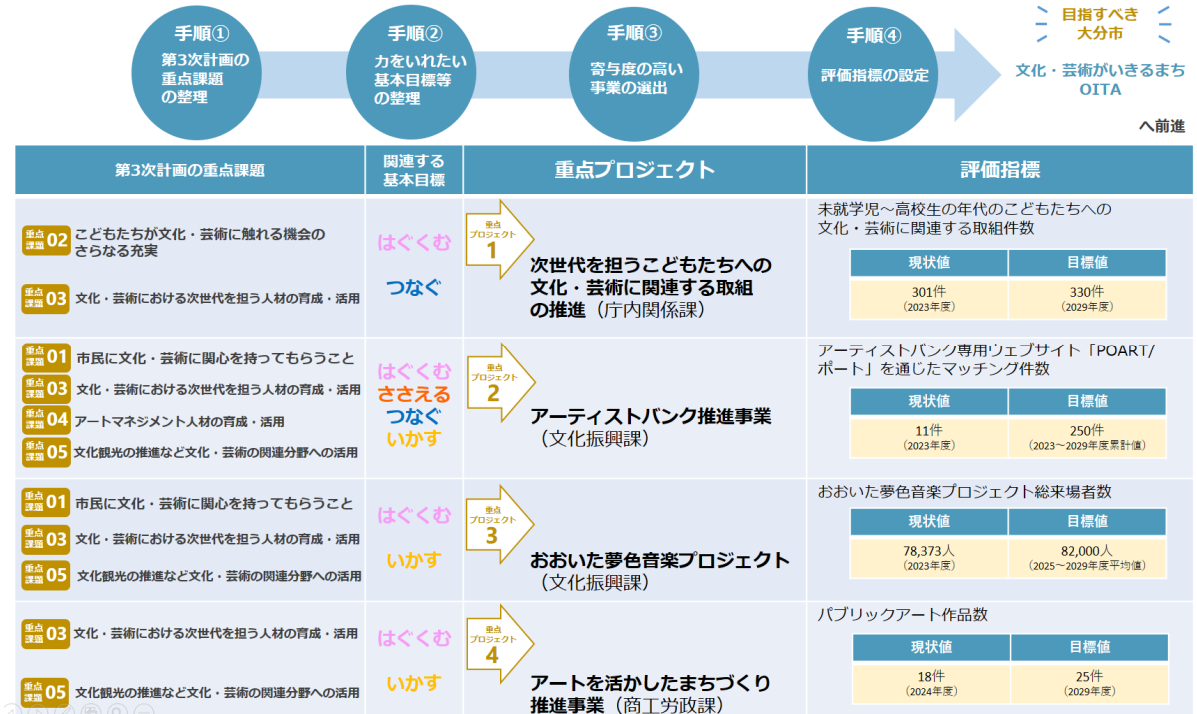 手順①
第3次計画の
重点課題
の整理
手順②
力をいれたい
基本目標等
の整理
手順③
寄与度の高い
事業の選出
手順④
評価指標の設定
目指すべき
大分市
文化・芸術がいきるまち
OITA
へ前進
第3次計画の重点課題
関連する
基本目標
重点プロジェクト
評価指標
重点
課題 02 こどもたちが文化・芸術に触れる機会の
さらなる充実
重点
課題 03 文化・芸術における次世代を担う人材の育成・活用
はぐくむ
つなぐ
重点
プロジェクト
1
次世代を担うこどもたちへの
文化・芸術に関連する取組
の推進（庁内関係課）
未就学児～高校生の年代のこどもたちへの
文化・芸術に関連する取組件数
現状値 目標値
301件 330件
（2023年度） （2029年度）
重点
課題 01 市民に文化・芸術に関心を持ってもらうこと
重点
課題 03 文化・芸術における次世代を担う人材の育成・活用
重点
課題 04 アートマネジメント人材の育成・活用
重点
課題 05 文化観光の推進など文化・芸術の関連分野への活用
はぐくむ
ささえる
つなぐ
いかす
重点
プロジェクト
2
アーティストバンク推進事業
（文化振興課）
アーティストバンク専用ウェブサイト「POART/
ポート」を通じたマッチング件数
現状値 目標値
11件 250件
（2023年度） （2023～2029年度累計値）
重点
課題 01 市民に文化・芸術に関心を持ってもらうこと
重点
課題 03 文化・芸術における次世代を担う人材の育成・活用
重点
課題 05 文化観光の推進など文化・芸術の関連分野への活用
はぐくむ
いかす
重点
プロジェクト
3
おおいた夢色音楽プロジェクト
（文化振興課）
おおいた夢色音楽プロジェクト総来場者数
現状値 目標値
78,373人 82,000人
（2023年度） （2025～2029年度平均値）
重点
課題 03 文化・芸術における次世代を担う人材の育成・活用
重点
課題 05 文化観光の推進など文化・芸術の関連分野への活用
はぐくむ
いかす
重点
プロジェクト
4
アートを活かしたまちづくり
推進事業（商工労政課）
パブリックアート作品数
現状値 目標値
18件 25件
（2024年度） （2029年度）